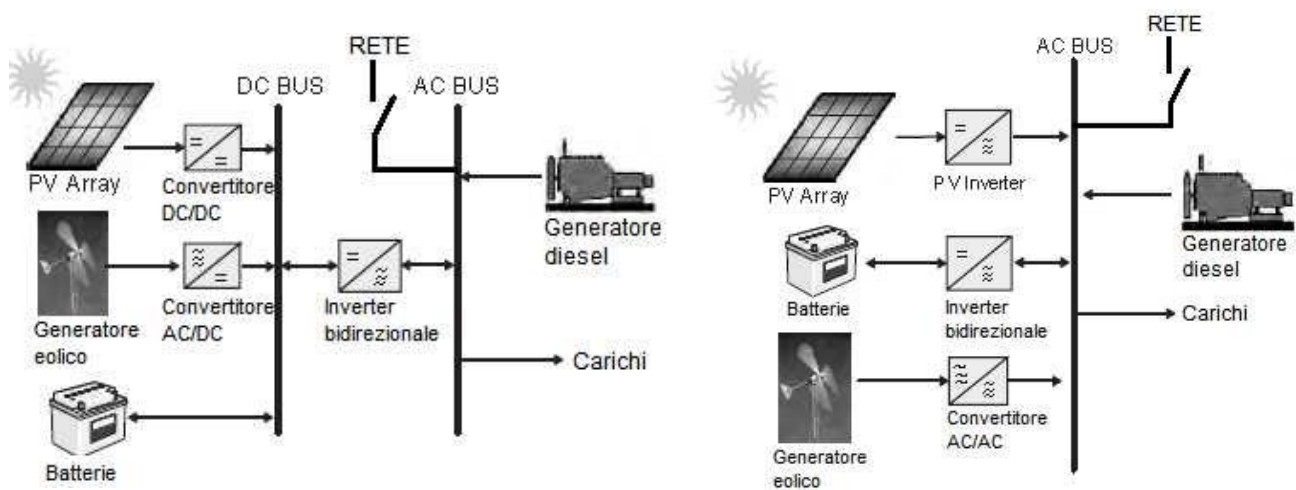 RETE
DC BUS
AC BUS
PV Array
Convertitore
DC/DC
Generatore
diesel
Generatore
eolico
Convertitore
AC/DC
Inverter
bidirezionale
Carichi
Batterie
RETE
AC BUS
PV Array
PV Inverter
Generatore
diesel
Batterie
Inverter
bidirezionale
Carichi
Generatore
eolico
Convertitore
AC/AC